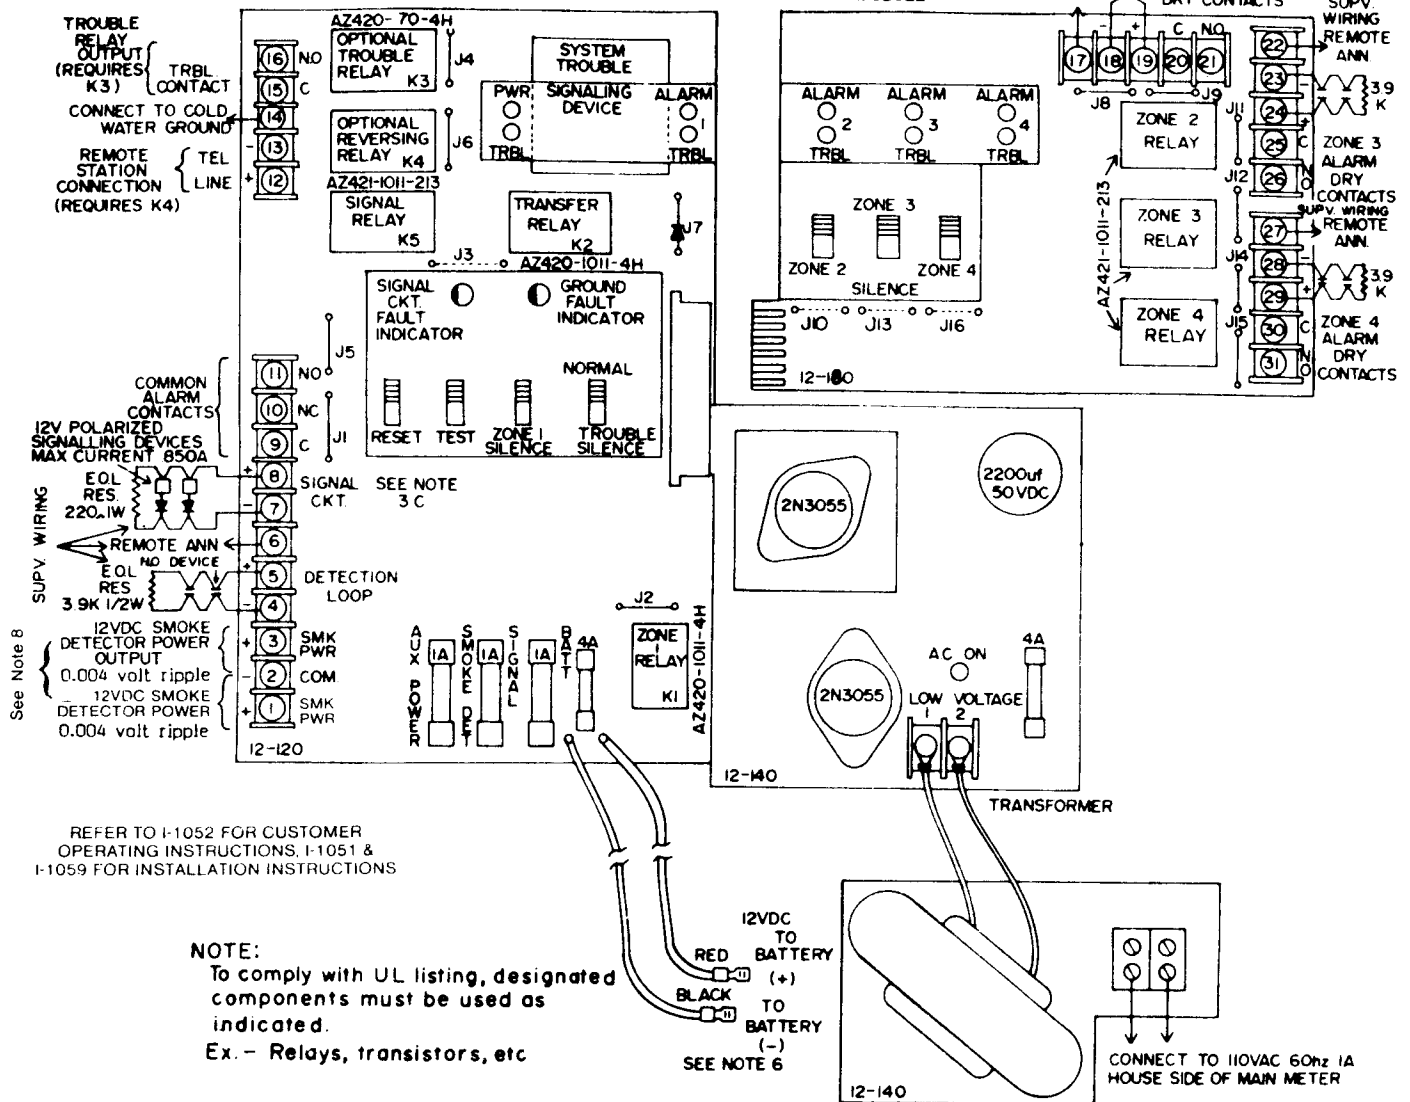 TROUBLE
RELAY
OUTPUT
(REQUIRES
K3)
TRBL.
CONTACT
16 NO
15 C
CONNECT TO COLD
WATER GROUND
14
REMOTE
STATION
CONNECTION
(REQUIRES K4)
TEL
LINE
- 13
+ 12
AZ420-70-4H
OPTIONAL
TROUBLE
RELAY
K3
J4
OPTIONAL
REVERSING
RELAY
K4
J6
AZ421-1011-213
SIGNAL
RELAY
K5
TRANSFER
RELAY
K2
J7
J3
AZ420-1011-4H
SYSTEM
TROUBLE
SIGNALING
DEVICE
PWR
TRBL
ALARM
1
TRBL
SIGNAL
CKT.
FAULT
INDICATOR
GROUND
FAULT
INDICATOR
NORMAL
RESET
TEST
ZONE 1
SILENCE
TROUBLE
SILENCE
J5
J1
COMMON
ALARM
CONTACTS
11 NO
10 NC
9 C
12V POLARIZED
SIGNALLING DEVICES
MAX CURRENT 850A
E.O.L
RES.
220 1W
+ 8
- 7
SIGNAL
CKT.
SEE NOTE
3 C
SUPV. WIRING
REMOTE ANN
6
N.O DEVICE
E.O.L
RES
3.9K 1/2W
+ 5
- 4
DETECTION
LOOP
See Note 8
12VDC SMOKE
DETECTOR POWER
OUTPUT
0.004 volt ripple
12VDC SMOKE
DETECTOR POWER
0.004 volt ripple
+ 3 SMK
PWR
- 2 COM.
+ 1 SMK
PWR
12-120
AUX POWER
1A
SMOKE DET
1A
SIGNAL
1A
BATT
4A
J2
ZONE
1
RELAY
K1
AZ420-1011-4H
ALARM
2
TRBL
ALARM
3
TRBL
ALARM
4
TRBL
ZONE 3
ZONE 2
ZONE 4
SILENCE
J10
J13
J16
12-180
DRY CONTACTS
- + C N.O
17 18 19 20 21
J8
J9
ZONE 2
RELAY
ZONE 3
RELAY
ZONE 4
RELAY
AZ421-1011-213
J11
J12
J14
J15
SUPV.
WIRING
REMOTE
ANN
22
23 -
24 +
3.9
K
25 C
26 NO
ZONE 3
ALARM
DRY
CONTACTS
SUPV. WIRING
REMOTE
ANN.
27
28 -
29 +
3.9
K
30 C
31 NO
ZONE 4
ALARM
DRY
CONTACTS
2N3055
2200uf
50VDC
2N3055
AC ON
4A
LOW VOLTAGE
1 2
12-140
TRANSFORMER
REFER TO I-1052 FOR CUSTOMER
OPERATING INSTRUCTIONS, I-1051 &
I-1059 FOR INSTALLATION INSTRUCTIONS
NOTE:
To comply with UL listing, designated
components must be used as
indicated.
Ex.- Relays, transistors, etc
12VDC
TO
BATTERY
(+)
RED
BLACK
TO
BATTERY
(-)
SEE NOTE 6
12-140
CONNECT TO 110VAC 60hz 1A
HOUSE SIDE OF MAIN METER